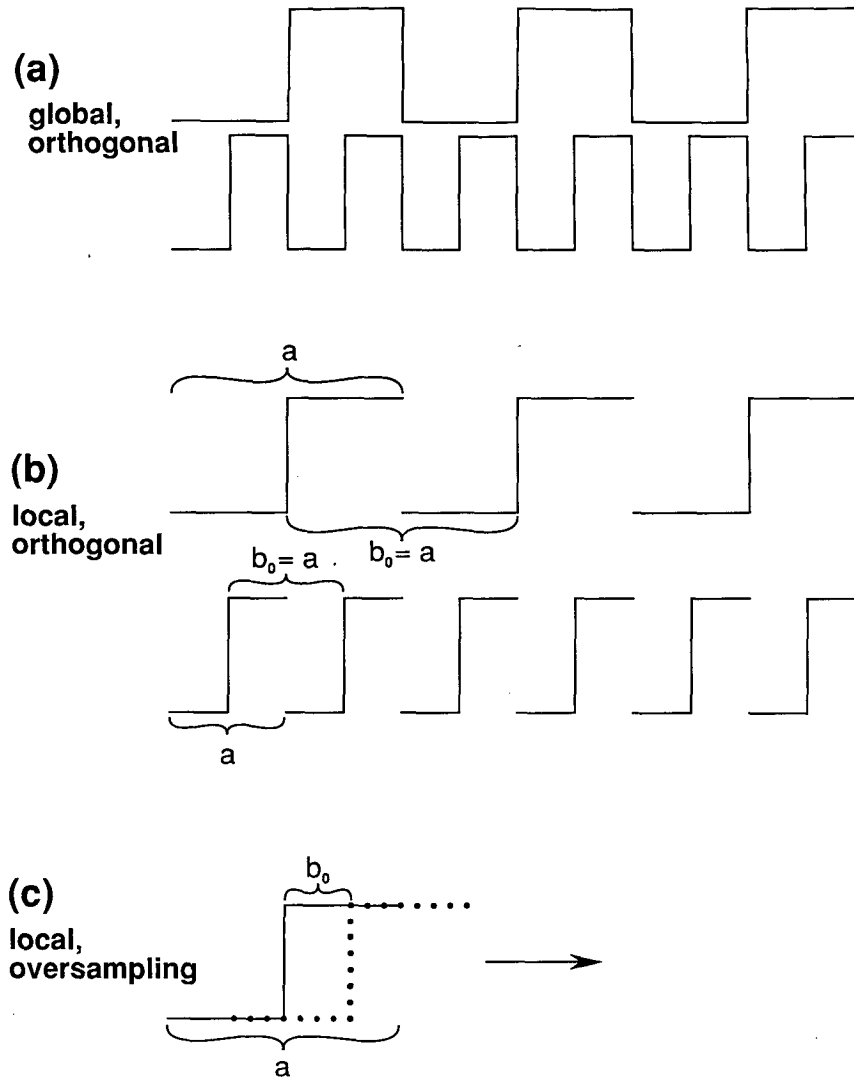 (a)
global,
orthogonal
a
(b)
local,
orthogonal
b₀= a
b₀= a
a
(c)
b₀
local,
oversampling
a